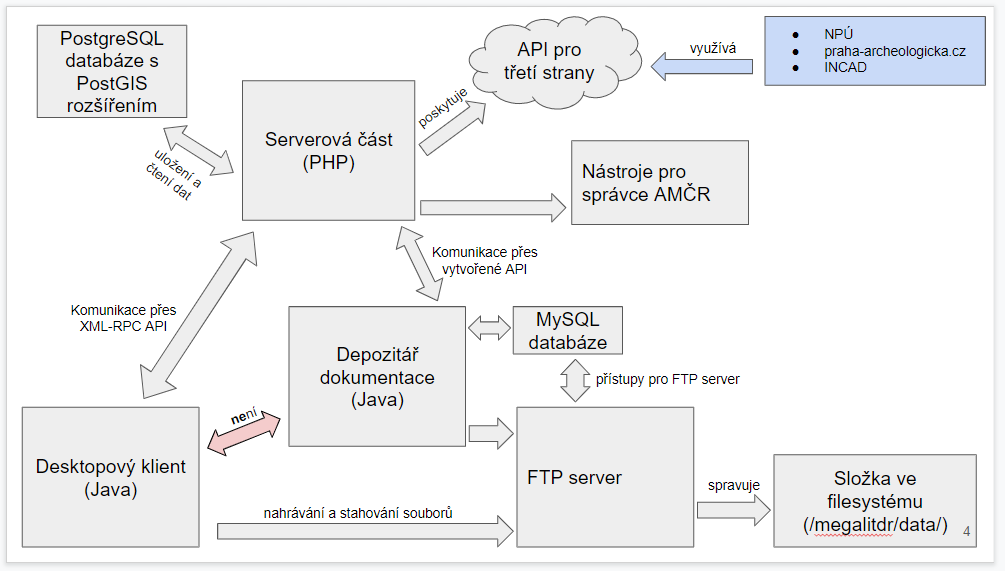 PostgreSQL
databáze s
PostGIS
rozšířením
API pro
třetí strany
využívá
● NPÚ
● praha-archeologicka.cz
● INCAD
poskytuje
Serverová část
(PHP)
uložení a
čtení dat
Nástroje pro
správce AMČR
Komunikace přes
vytvořené API
Komunikace přes
XML-RPC API
MySQL
databáze
Depozitář
dokumentace
(Java)
přístupy pro FTP server
není
Desktopový klient
(Java)
FTP server
nahrávání a stahování souborů
spravuje
Složka ve
filesystému
(/megalitdr/data/)
4